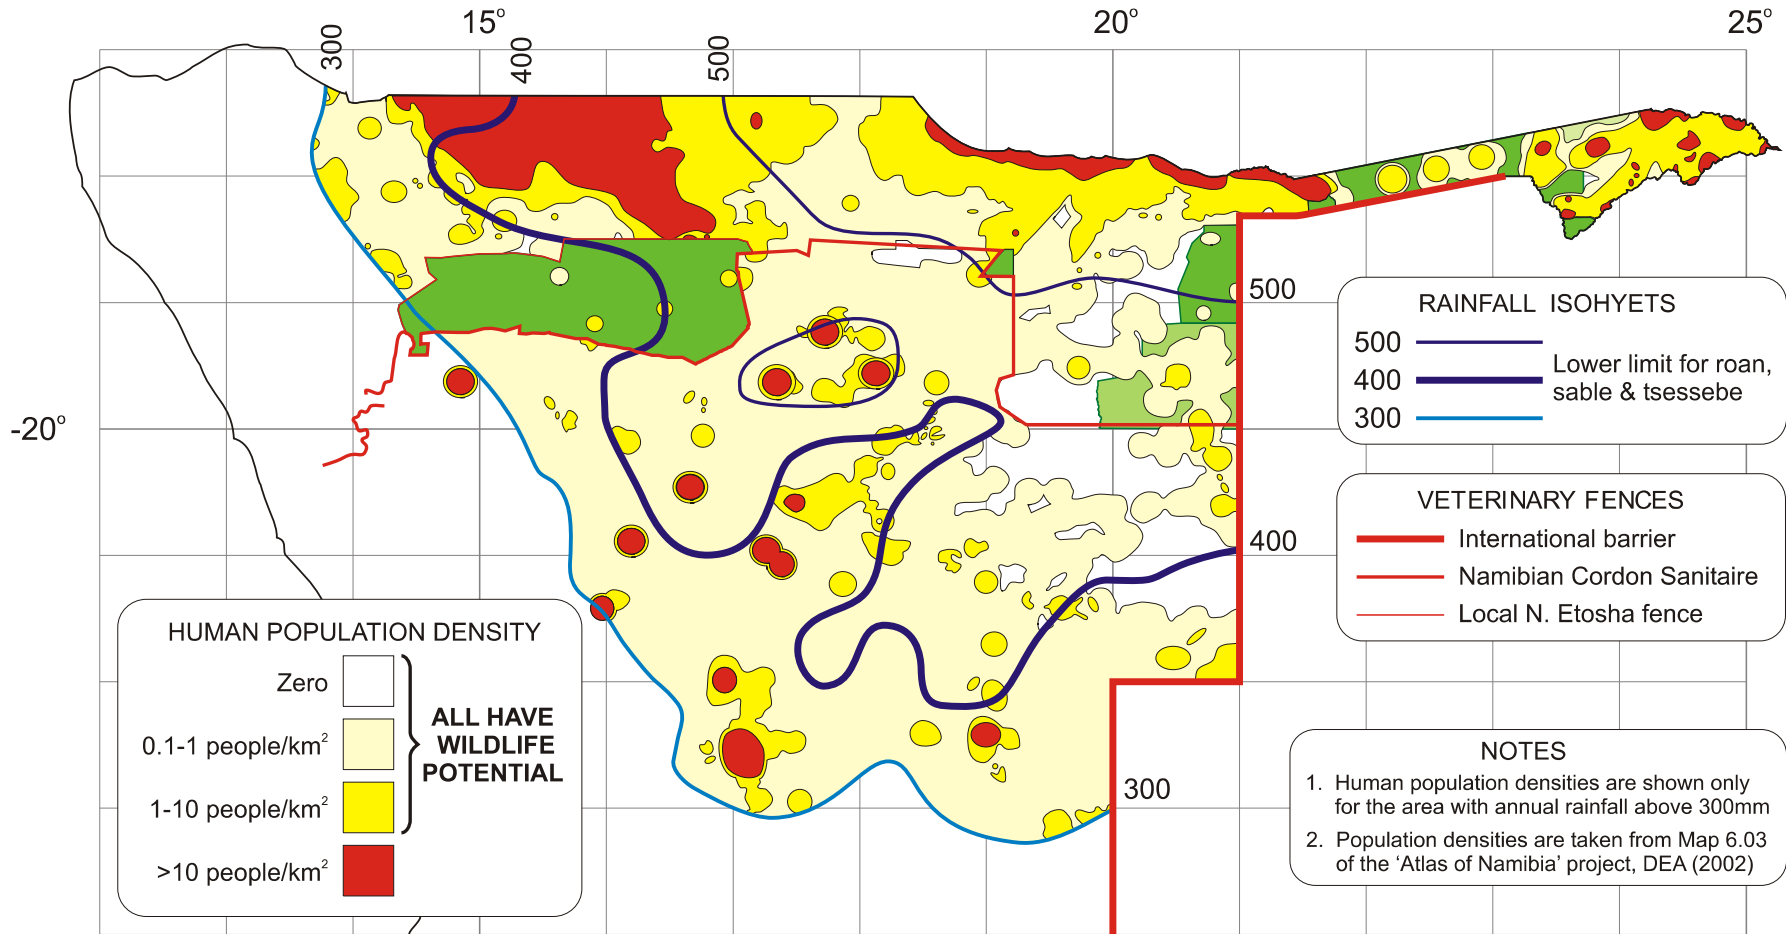 15°
20°
25°
300
400
500
-20°
500
400
300
RAINFALL ISOHYETS
500
400
300
Lower limit for roan,
sable & tsessebe
VETERINARY FENCES
International barrier
Namibian Cordon Sanitaire
Local N. Etosha fence
HUMAN POPULATION DENSITY
Zero
0.1-1 people/km²
1-10 people/km²
>10 people/km²
ALL HAVE
WILDLIFE
POTENTIAL
NOTES
1. Human population densities are shown only
for the area with annual rainfall above 300mm
2. Population densities are taken from Map 6.03
of the ‘Atlas of Namibia’ project, DEA (2002)